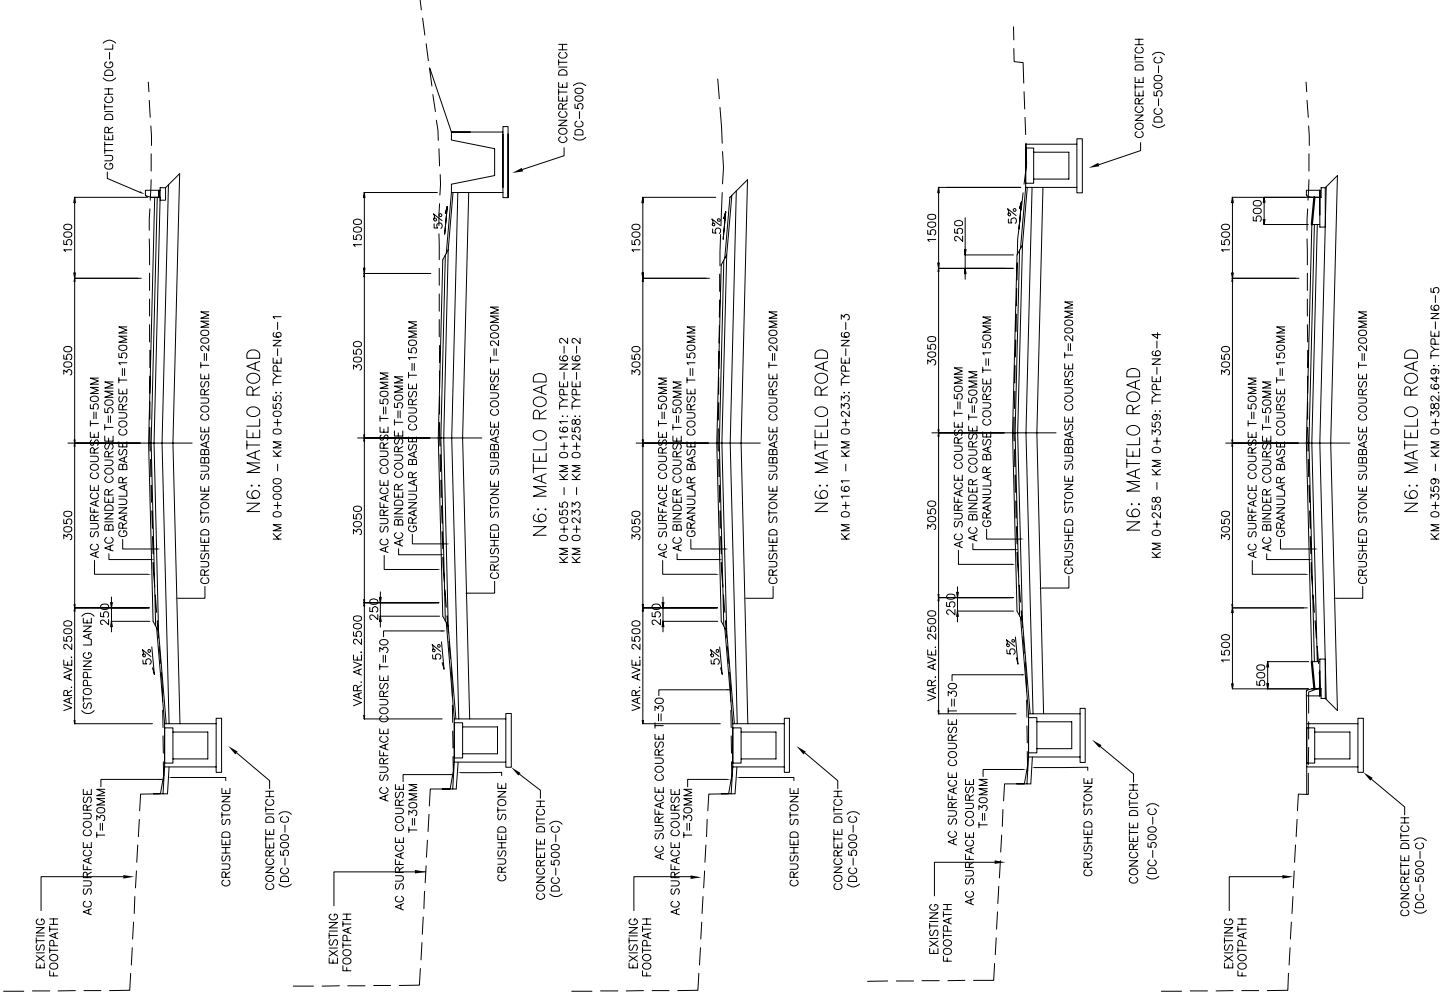 GUTTER DITCH (DG-L)
1500
3050
3050
VAR. AVE. 2500
(STOPPING LANE)
250
5%
AC SURFACE COURSE T=50MM
AC BINDER COURSE T=50MM
GRANULAR BASE COURSE T=150MM
CRUSHED STONE SUBBASE COURSE T=200MM
AC SURFACE COURSE
T=30MM
EXISTING
FOOTPATH
CRUSHED STONE
CONCRETE DITCH
(DC-500-C)
N6: MATELO ROAD
KM 0+000 - KM 0+055: TYPE-N6-1
CONCRETE DITCH
(DC-500)
1500
3050
3050
VAR. AVE. 2500
250
5%
5%
AC SURFACE COURSE T=50MM
AC BINDER COURSE T=50MM
GRANULAR BASE COURSE T=150MM
CRUSHED STONE SUBBASE COURSE T=200MM
AC SURFACE COURSE T=30
AC SURFACE COURSE
T=30MM
EXISTING
FOOTPATH
CRUSHED STONE
CONCRETE DITCH
(DC-500-C)
N6: MATELO ROAD
KM 0+055 - KM 0+161: TYPE-N6-2
KM 0+233 - KM 0+258: TYPE-N6-2
1500
3050
3050
VAR. AVE. 2500
250
5%
5%
AC SURFACE COURSE T=50MM
AC BINDER COURSE T=50MM
GRANULAR BASE COURSE T=150MM
CRUSHED STONE SUBBASE COURSE T=200MM
AC SURFACE COURSE T=30
AC SURFACE COURSE
T=30MM
EXISTING
FOOTPATH
CRUSHED STONE
CONCRETE DITCH
(DC-500-C)
N6: MATELO ROAD
KM 0+161 - KM 0+233: TYPE-N6-3
CONCRETE DITCH
(DC-500-C)
1500
250
3050
3050
VAR. AVE. 2500
250
5%
5%
AC SURFACE COURSE T=50MM
AC BINDER COURSE T=50MM
GRANULAR BASE COURSE T=150MM
CRUSHED STONE SUBBASE COURSE T=200MM
AC SURFACE COURSE
T=30
AC SURFACE COURSE
T=30MM
EXISTING
FOOTPATH
CRUSHED STONE
CONCRETE DITCH
(DC-500-C)
N6: MATELO ROAD
KM 0+258 - KM 0+359: TYPE-N6-4
1500
500
3050
3050
1500
500
AC SURFACE COURSE T=50MM
AC BINDER COURSE T=50MM
GRANULAR BASE COURSE T=150MM
CRUSHED STONE SUBBASE COURSE T=200MM
EXISTING
FOOTPATH
CONCRETE DITCH
(DC-500-C)
N6: MATELO ROAD
KM 0+359 - KM 0+382.649: TYPE-N6-5